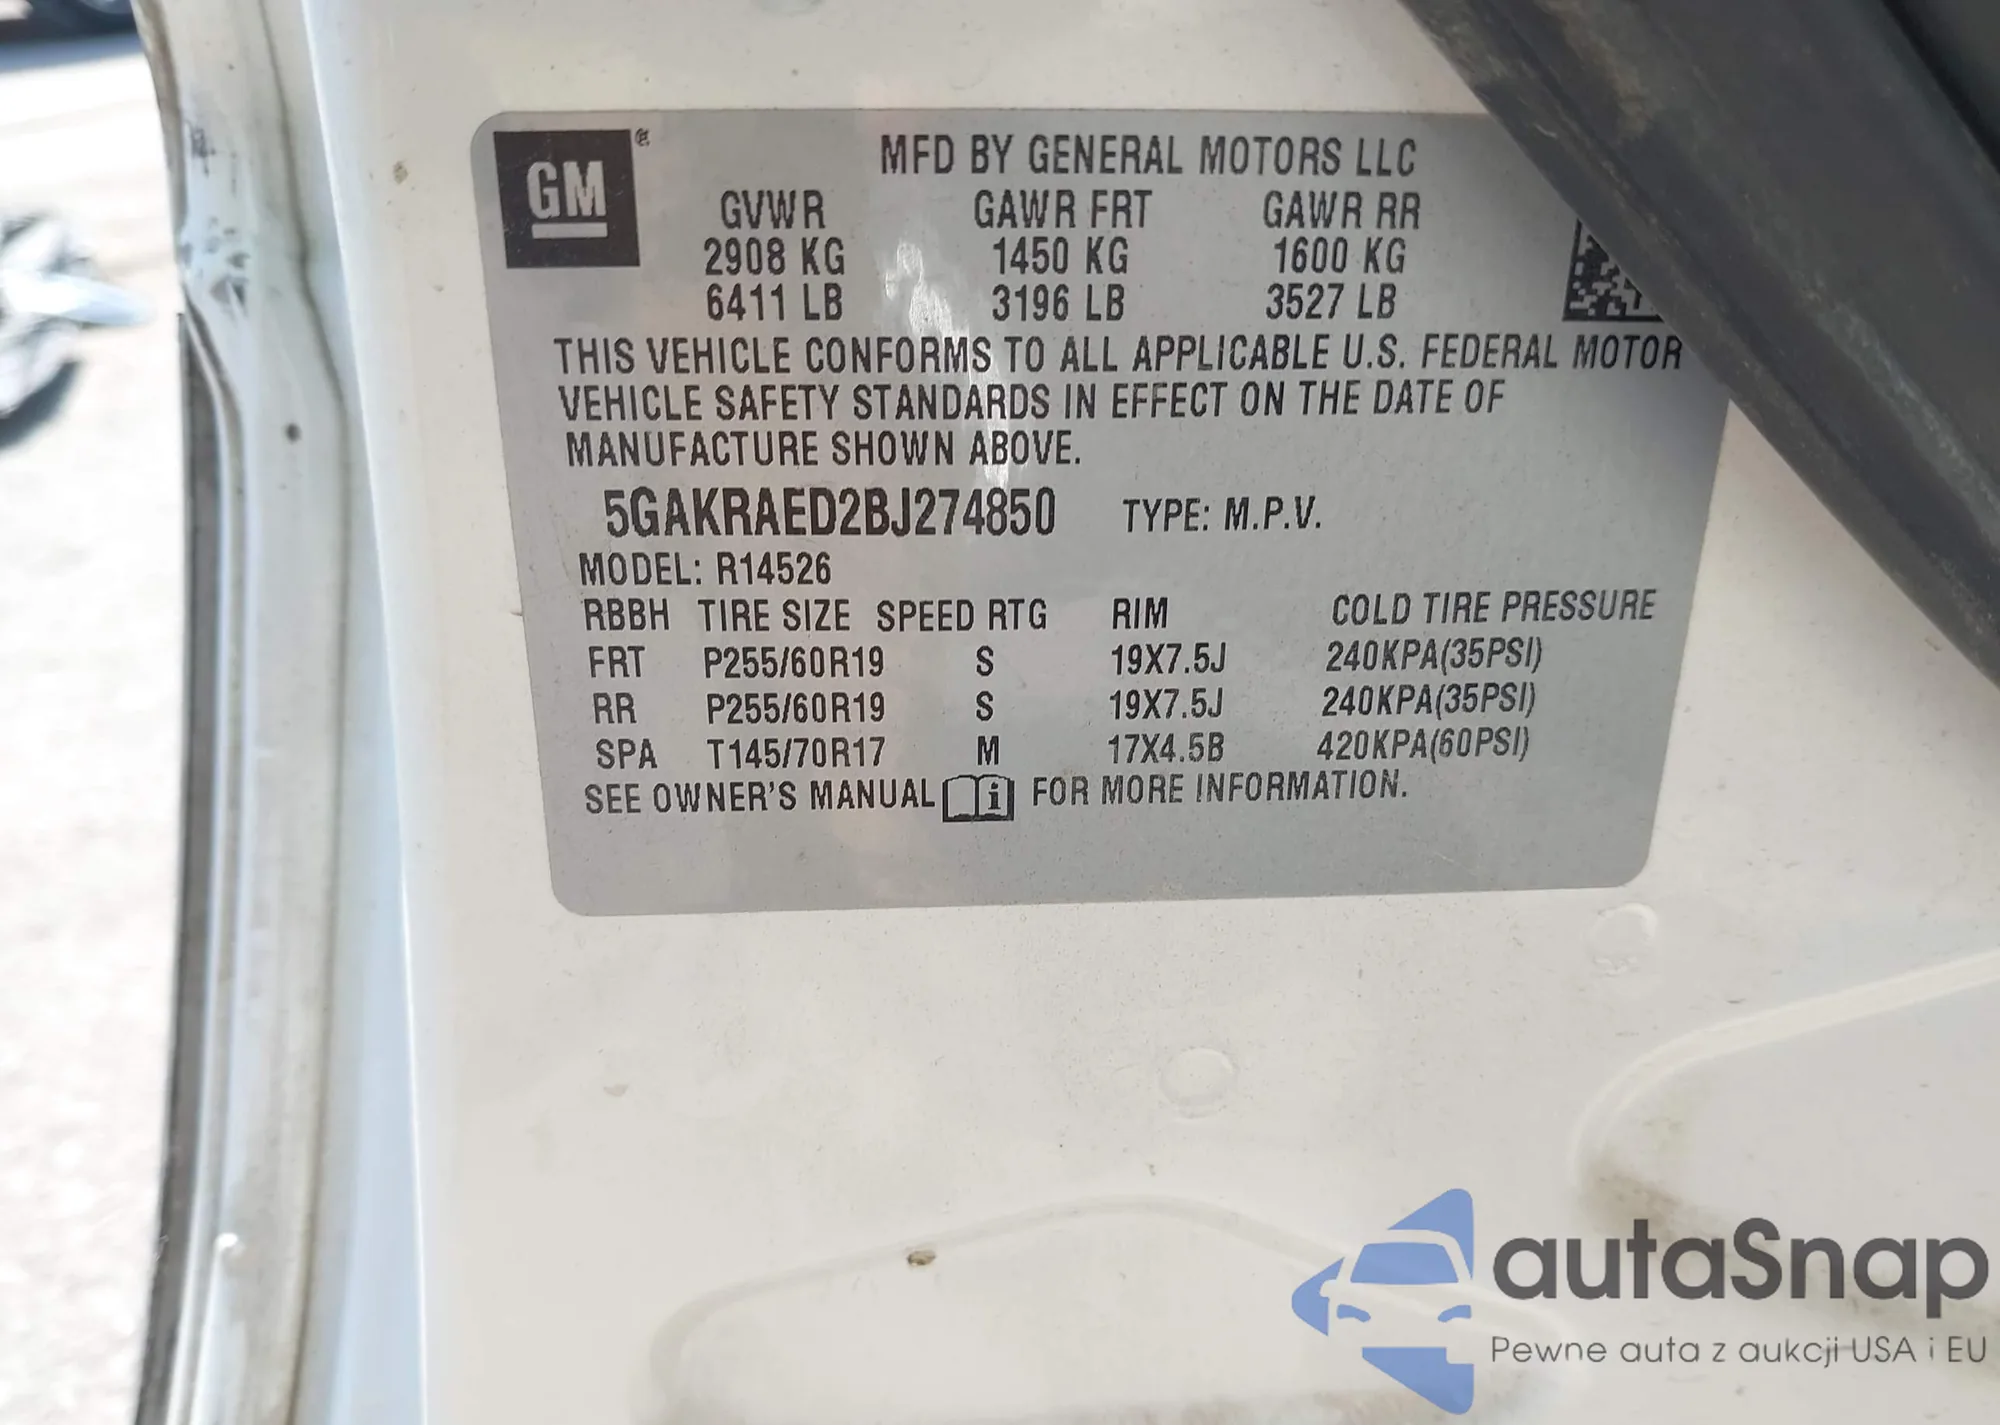 GM ®
MFD BY GENERAL MOTORS LLC
GVWR GAWR FRT GAWR RR
2908 KG 1450 KG 1600 KG
6411 LB 3196 LB 3527 LB
THIS VEHICLE CONFORMS TO ALL APPLICABLE U.S. FEDERAL MOTOR
VEHICLE SAFETY STANDARDS IN EFFECT ON THE DATE OF
MANUFACTURE SHOWN ABOVE.
5GAKRAED2BJ274850 TYPE: M.P.V.
MODEL: R14526
RBBH TIRE SIZE SPEED RTG RIM COLD TIRE PRESSURE
FRT P255/60R19 S 19X7.5J 240KPA(35PSI)
RR P255/60R19 S 19X7.5J 240KPA(35PSI)
SPA T145/70R17 M 17X4.5B 420KPA(60PSI)
SEE OWNER'S MANUAL i FOR MORE INFORMATION.
autaSnap
Pewne auta z aukcji USA i EU